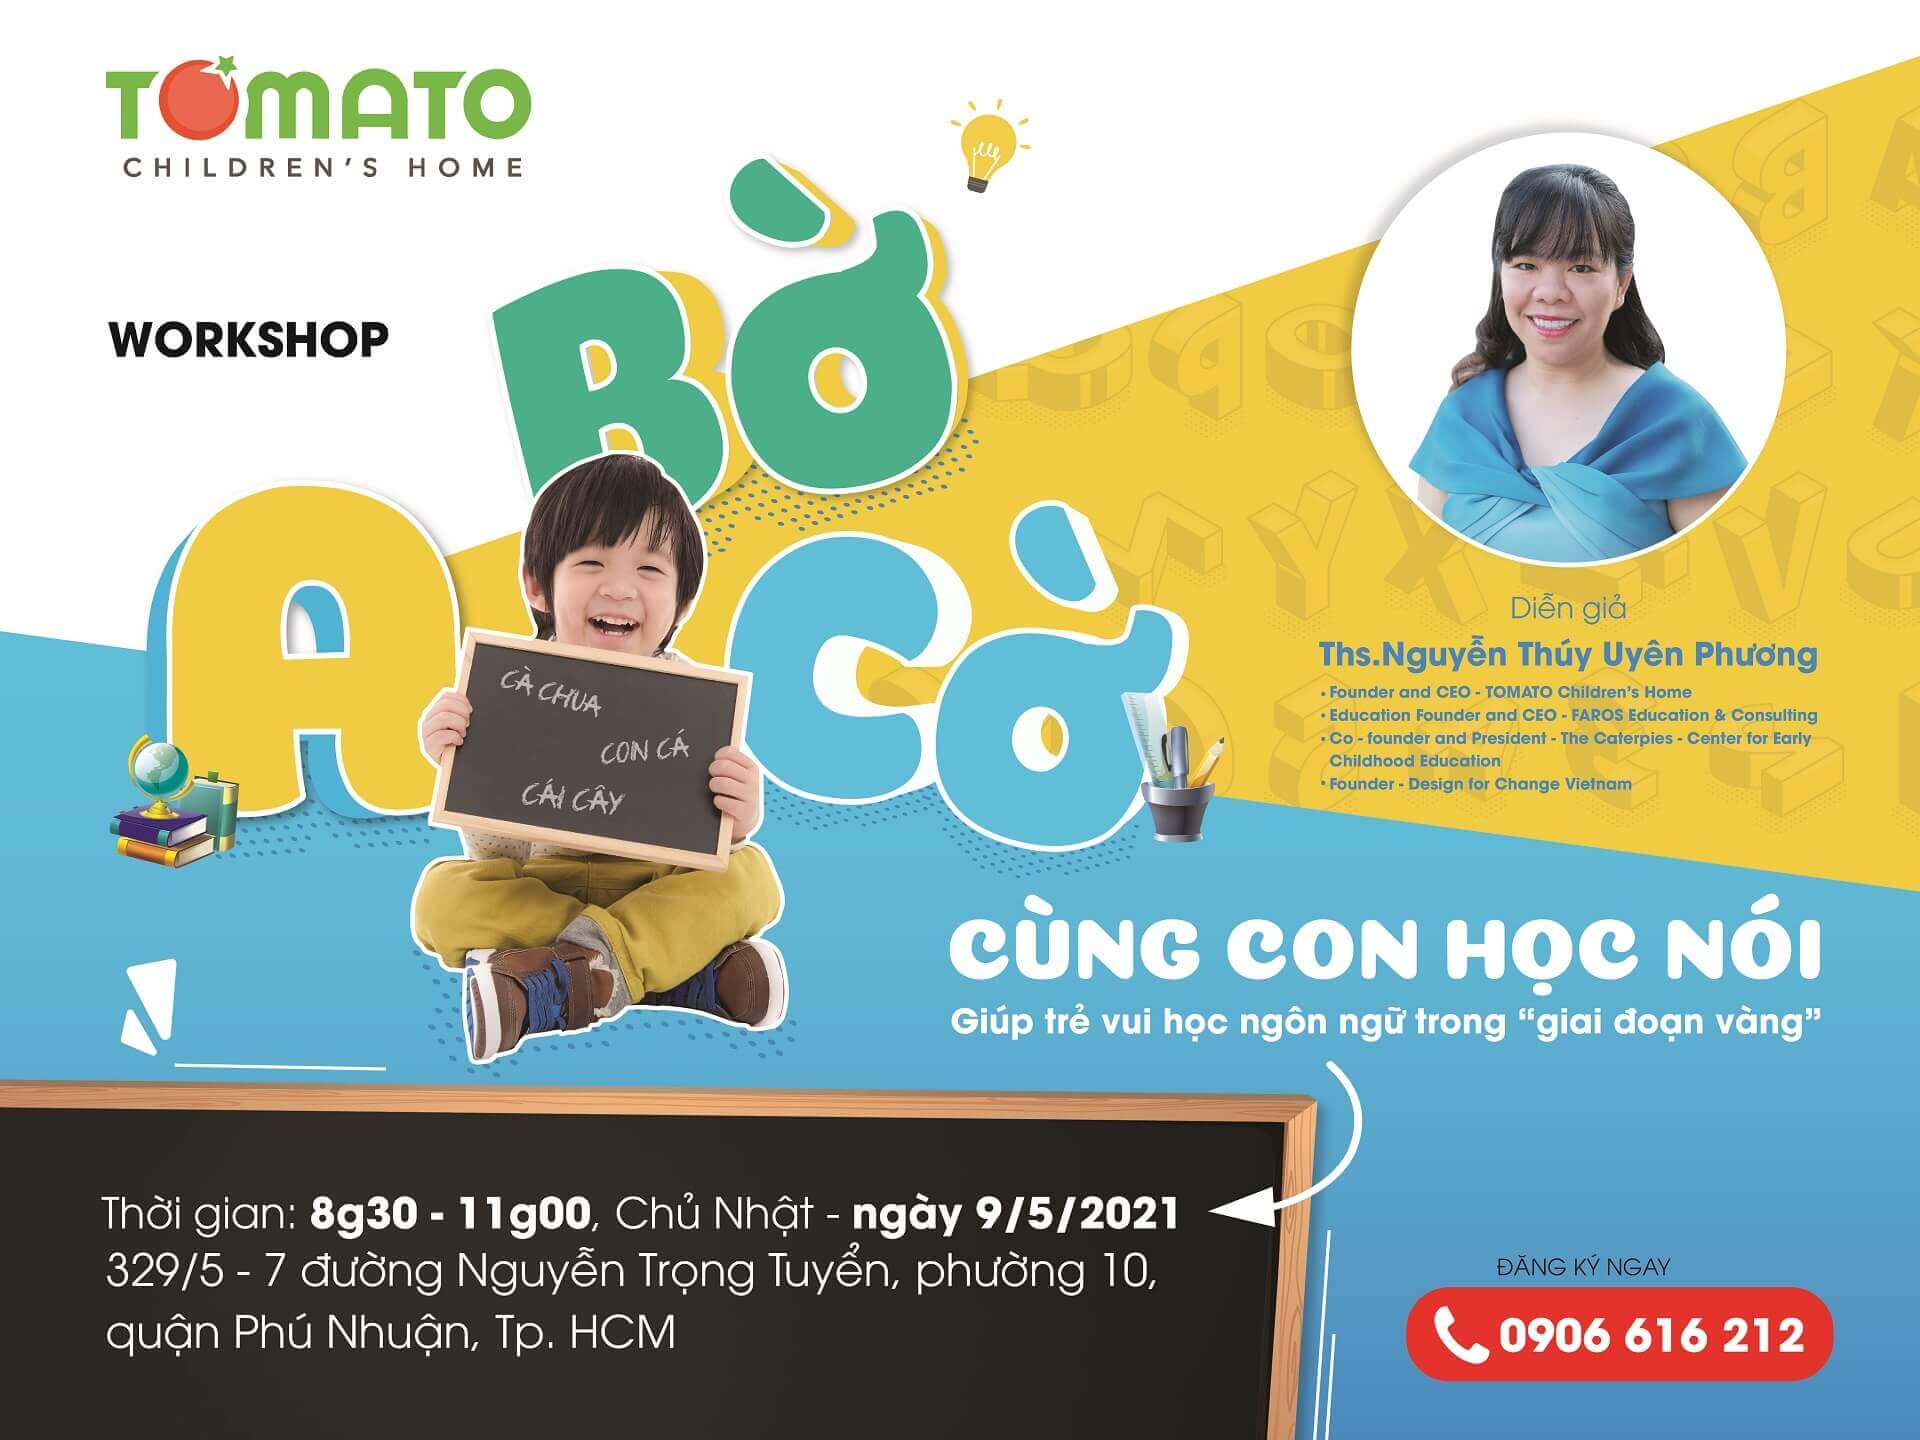 TOMATO
CHILDREN'S HOME
WORKSHOP
A BỜ CỜ
CÀ CHUA
CON CÁ
CÁI CÂY
Diễn giả
Ths.Nguyễn Thúy Uyên Phương
• Founder and CEO - TOMATO Children's Home
• Education Founder and CEO - FAROS Education & Consulting
• Co - founder and President - The Caterpies - Center for Early
Childhood Education
• Founder - Design for Change Vietnam
CÙNG CON HỌC NÓI
Giúp trẻ vui học ngôn ngữ trong “giai đoạn vàng”
Thời gian: 8g30 - 11g00, Chủ Nhật - ngày 9/5/2021
329/5 - 7 đường Nguyễn Trọng Tuyển, phường 10,
quận Phú Nhuận, Tp. HCM
ĐĂNG KÝ NGAY
0906 616 212